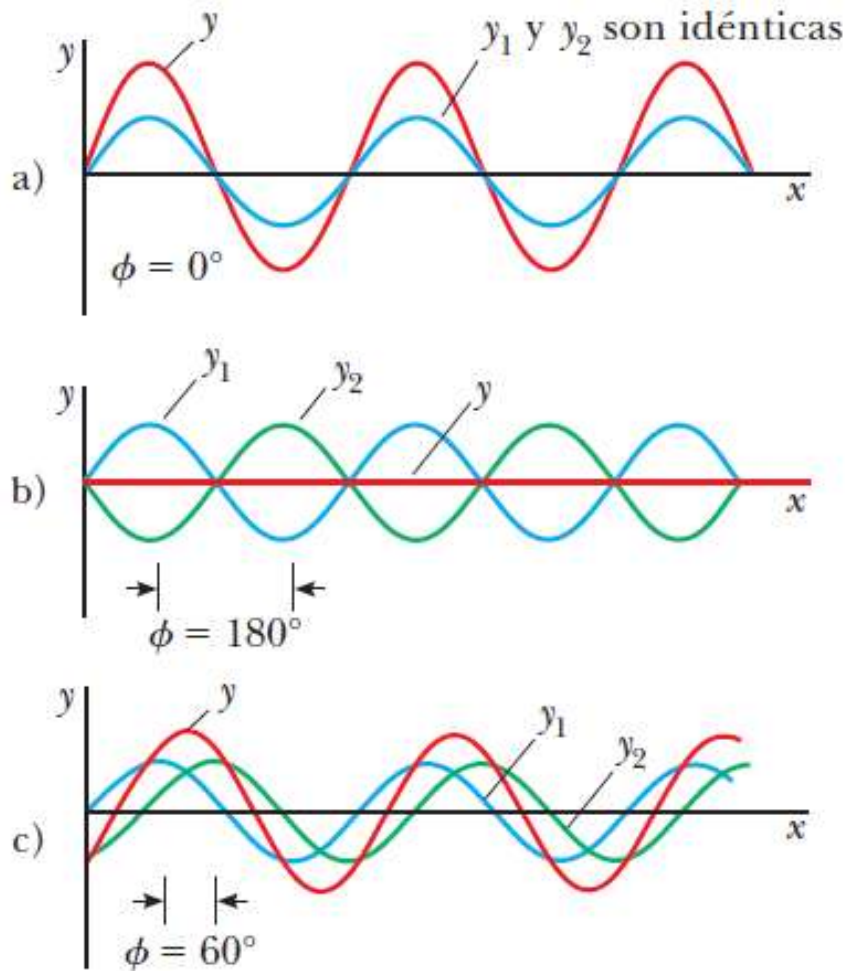 y
y
y₁ y y₂ son idénticas
a)
x
ϕ = 0°
y
y₁
y₂
y
b)
x
ϕ = 180°
y
y
y₁
y₂
c)
x
ϕ = 60°